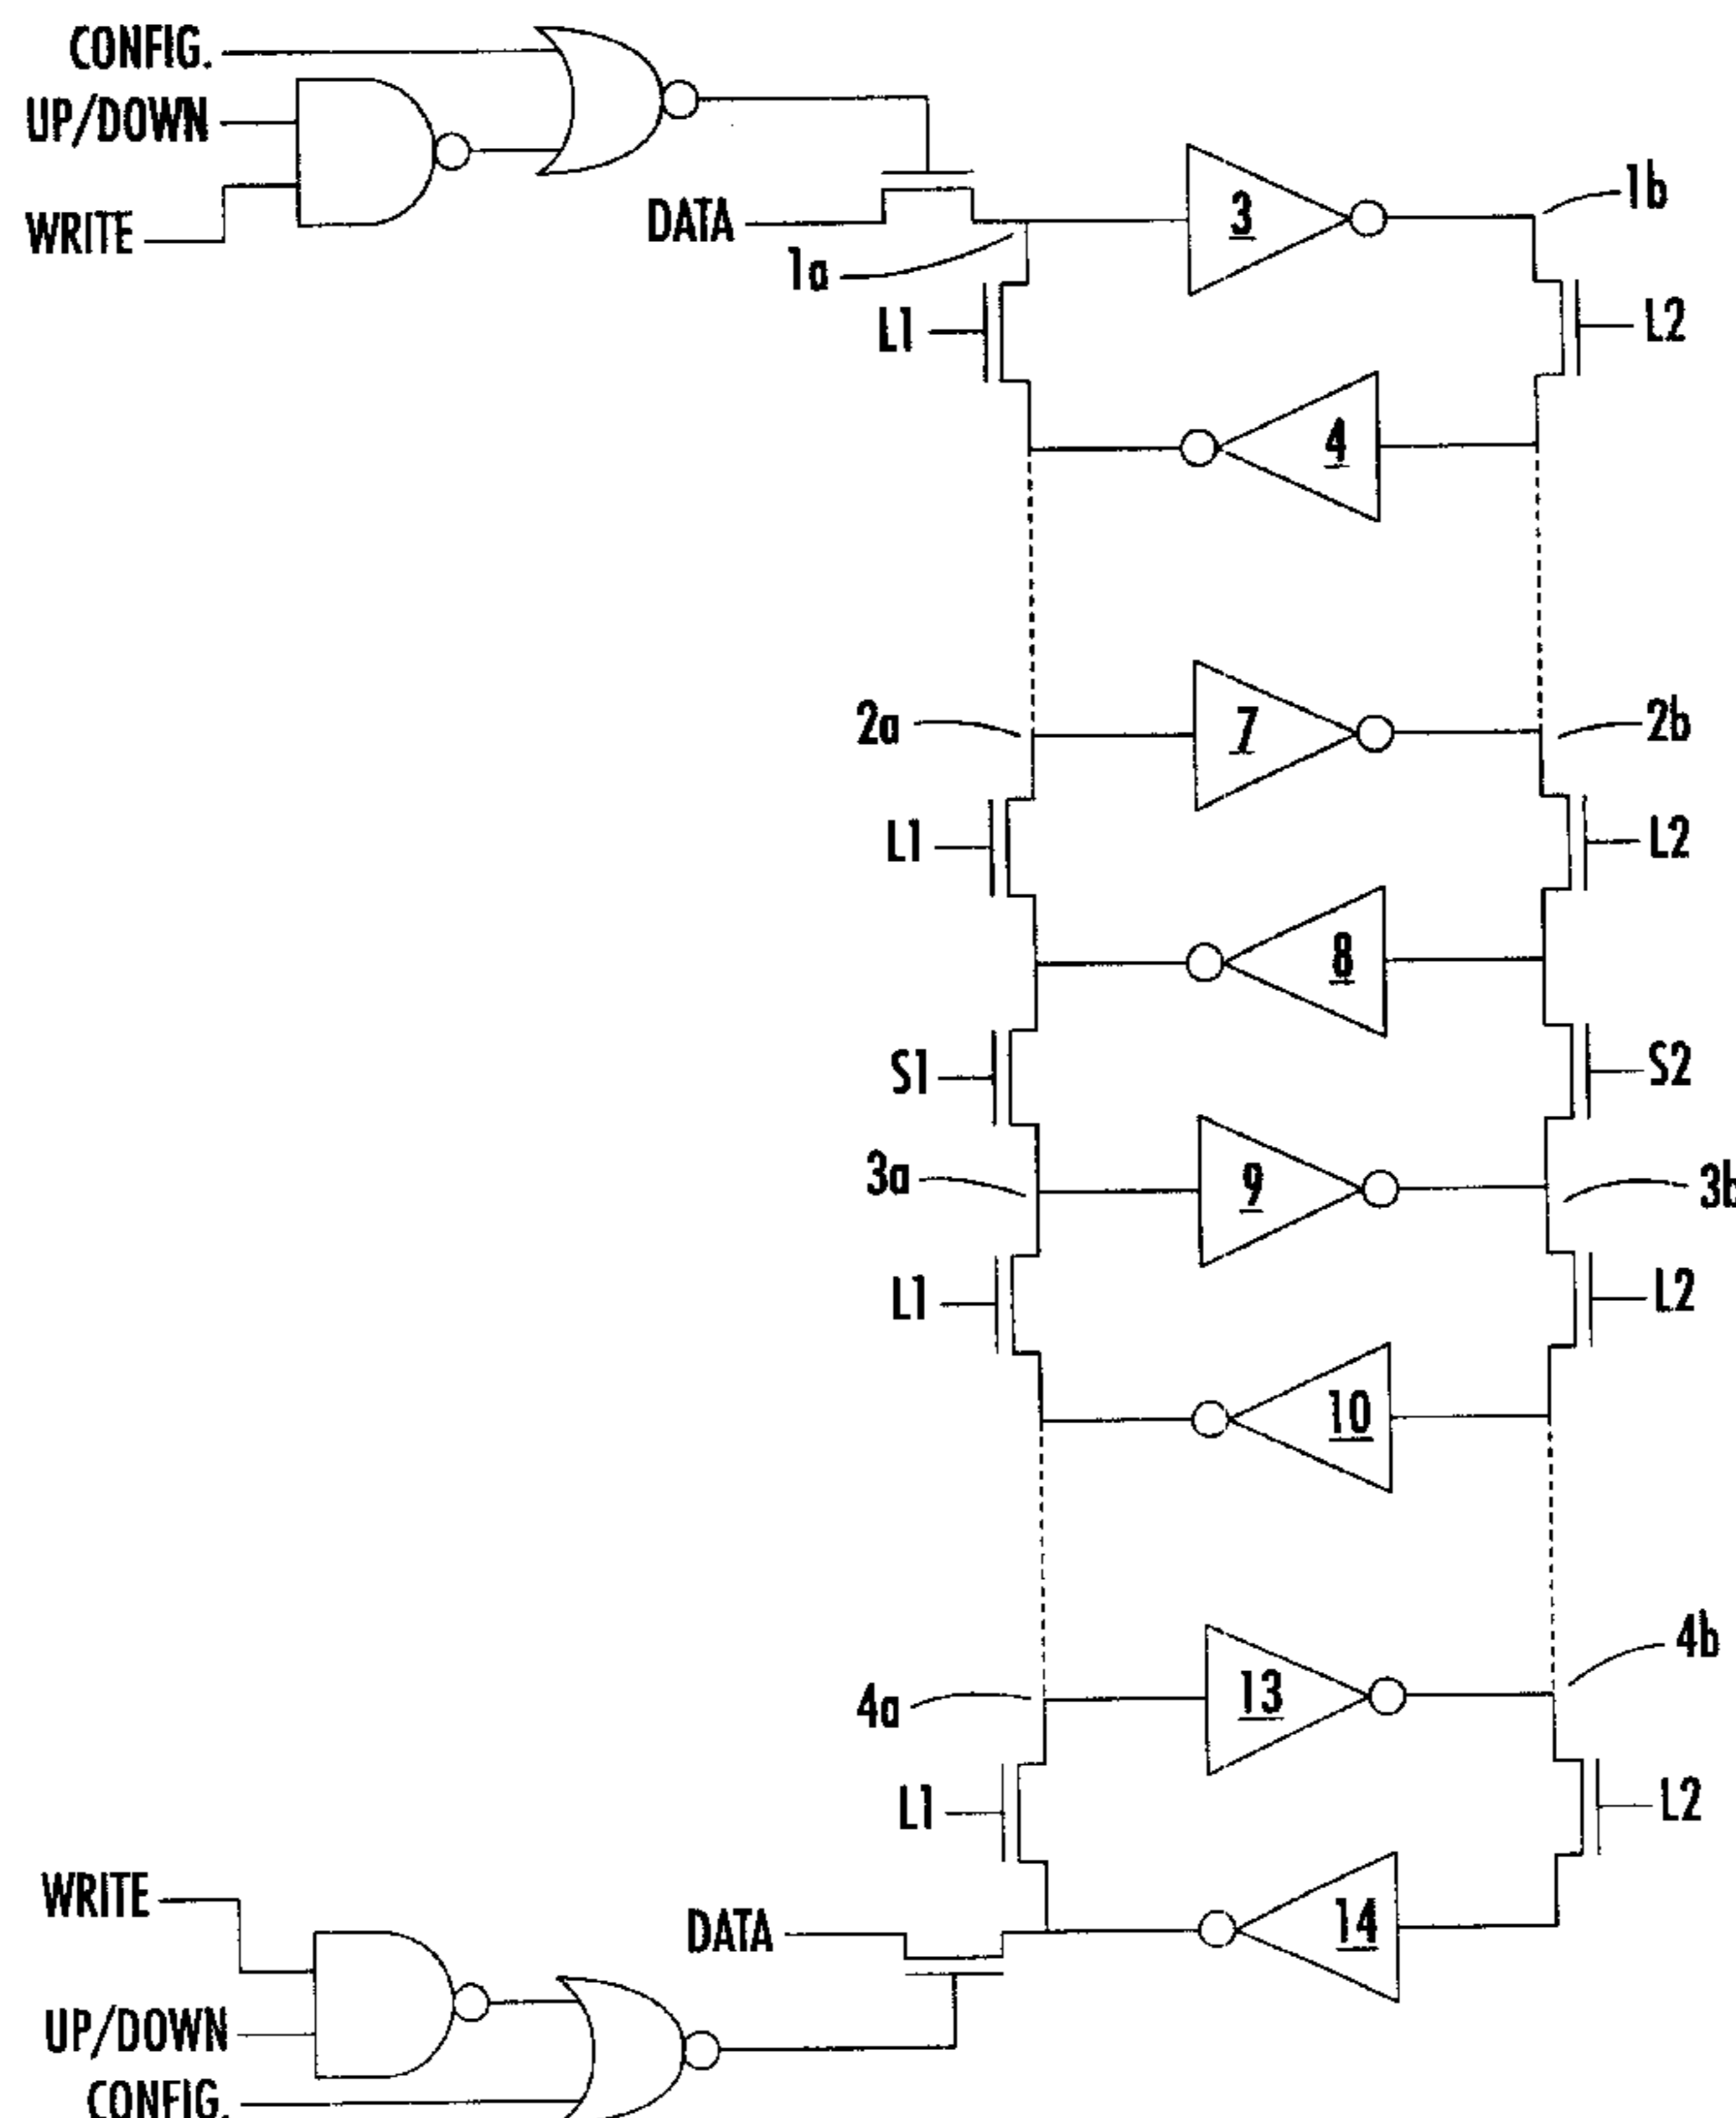 CONFIG.
UP/DOWN
WRITE
DATA
1a
3
1b
L1
L2
4
2a
7
2b
L1
L2
8
S1
S2
3a
9
3b
L1
L2
10
4a
13
4b
L1
L2
14
WRITE
DATA
UP/DOWN
CONFIG.